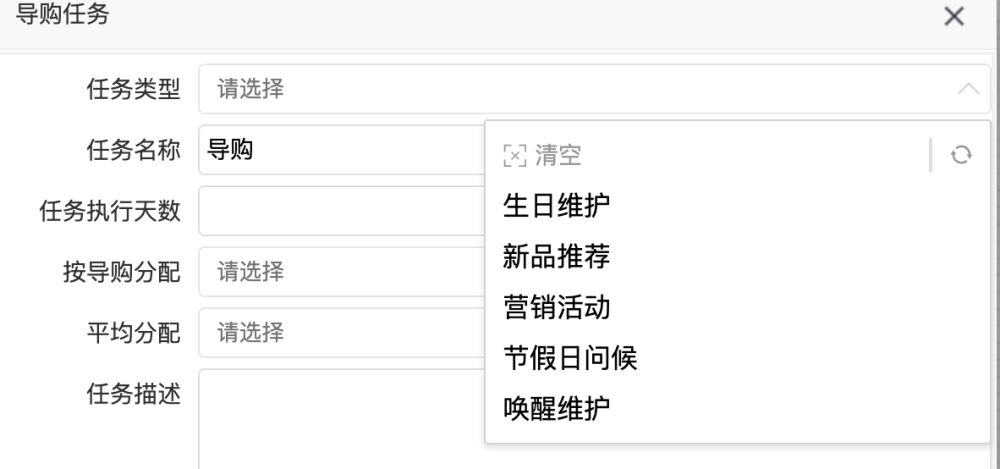 导购任务
任务类型 请选择
任务名称 导购
清空
生日维护
任务执行天数
新品推荐
按导购分配 请选择
营销活动
平均分配 请选择
节假日问候
任务描述
唤醒维护